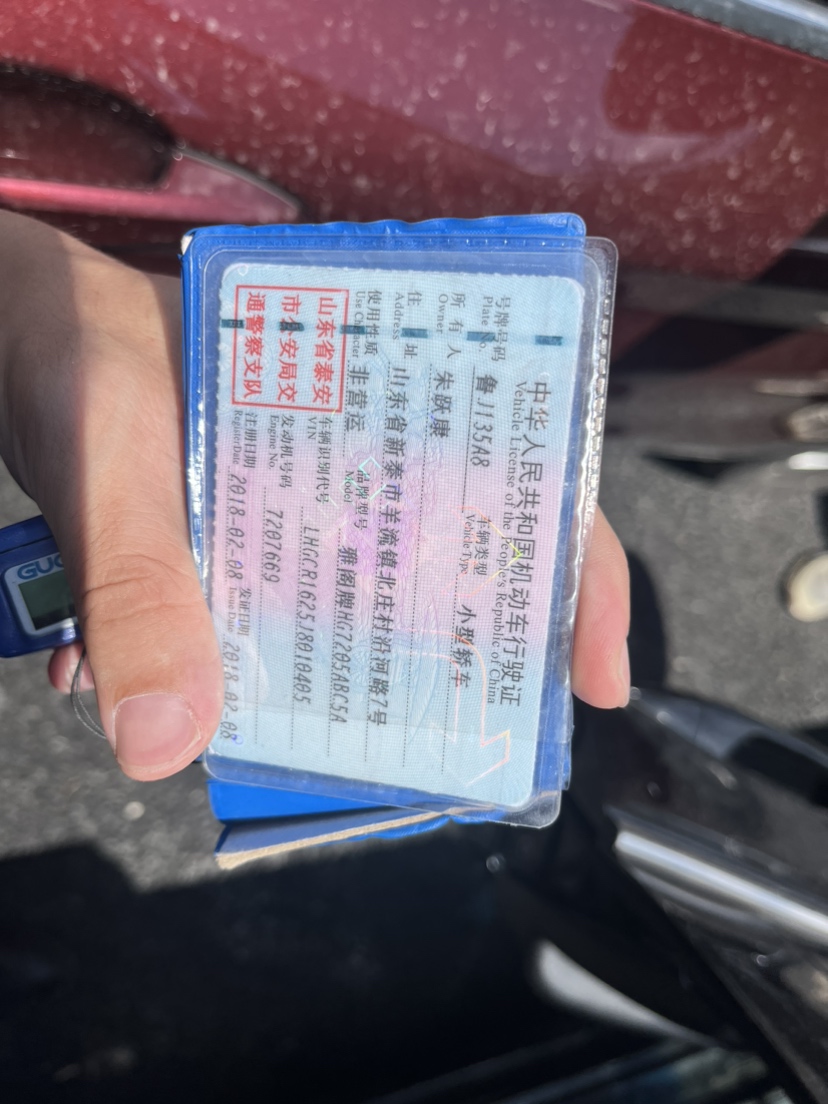 中华人民共和国机动车行驶证
Vehicle License of the People's Republic of China
号牌号码 鲁J135A8 车辆类型 小型轿车
Plate No. Vehicle Type
所有人 朱跃康
Owner
住址 山东省新泰市羊流镇北庄村沿河路7号
Address
使用性质 非营运 品牌型号 雅阁牌HG7205ABC5A
Use Character Model
山东省泰安
市公安局交
通警察支队
车辆识别代号 LHGCR1625J8010405
VIN
发动机号码 7207669
Engine No.
注册日期 2018-02-08 发证日期 2018-02-08
Register Date Issue Date